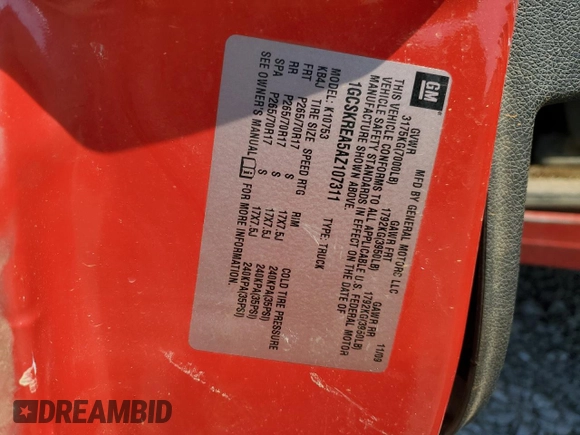 GM
MFD BY GENERAL MOTORS LLC
11/09
GVWR GAWR FRT GAWR RR
3175KG(7000LB) 1792KG(3950LB) 1792KG(3950LB)
THIS VEHICLE CONFORMS TO ALL APPLICABLE U.S. FEDERAL MOTOR
VEHICLE SAFETY STANDARDS IN EFFECT ON THE DATE OF
MANUFACTURE SHOWN ABOVE.
1GCSKREA5AZ107311
TYPE: TRUCK
MODEL: K10753
KB4J TIRE SIZE SPEED RTG RIM COLD TIRE PRESSURE
FRT P265/70R17 S 17X7.5J 240KPA(35PSI)
RR P265/70R17 S 17X7.5J 240KPA(35PSI)
SPA P265/70R17 S 17X7.5J 240KPA(35PSI)
SEE OWNER'S MANUAL FOR MORE INFORMATION.
DREAMBID